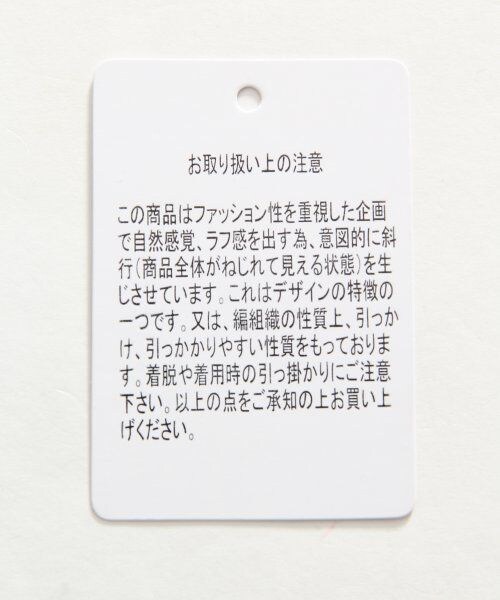 お取り扱い上の注意
この商品はファッション性を重視した企画
で自然感覚、ラフ感を出す為、意図的に斜
行(商品全体がねじれて見える状態)を生
じさせています。これはデザインの特徴の
一つです。又は、編組織の性質上、引っか
け、引っかかりやすい性質をもっておりま
す。着脱や着用時の引っ掛かりにご注意
下さい。以上の点をご承知の上お買い上
げください。